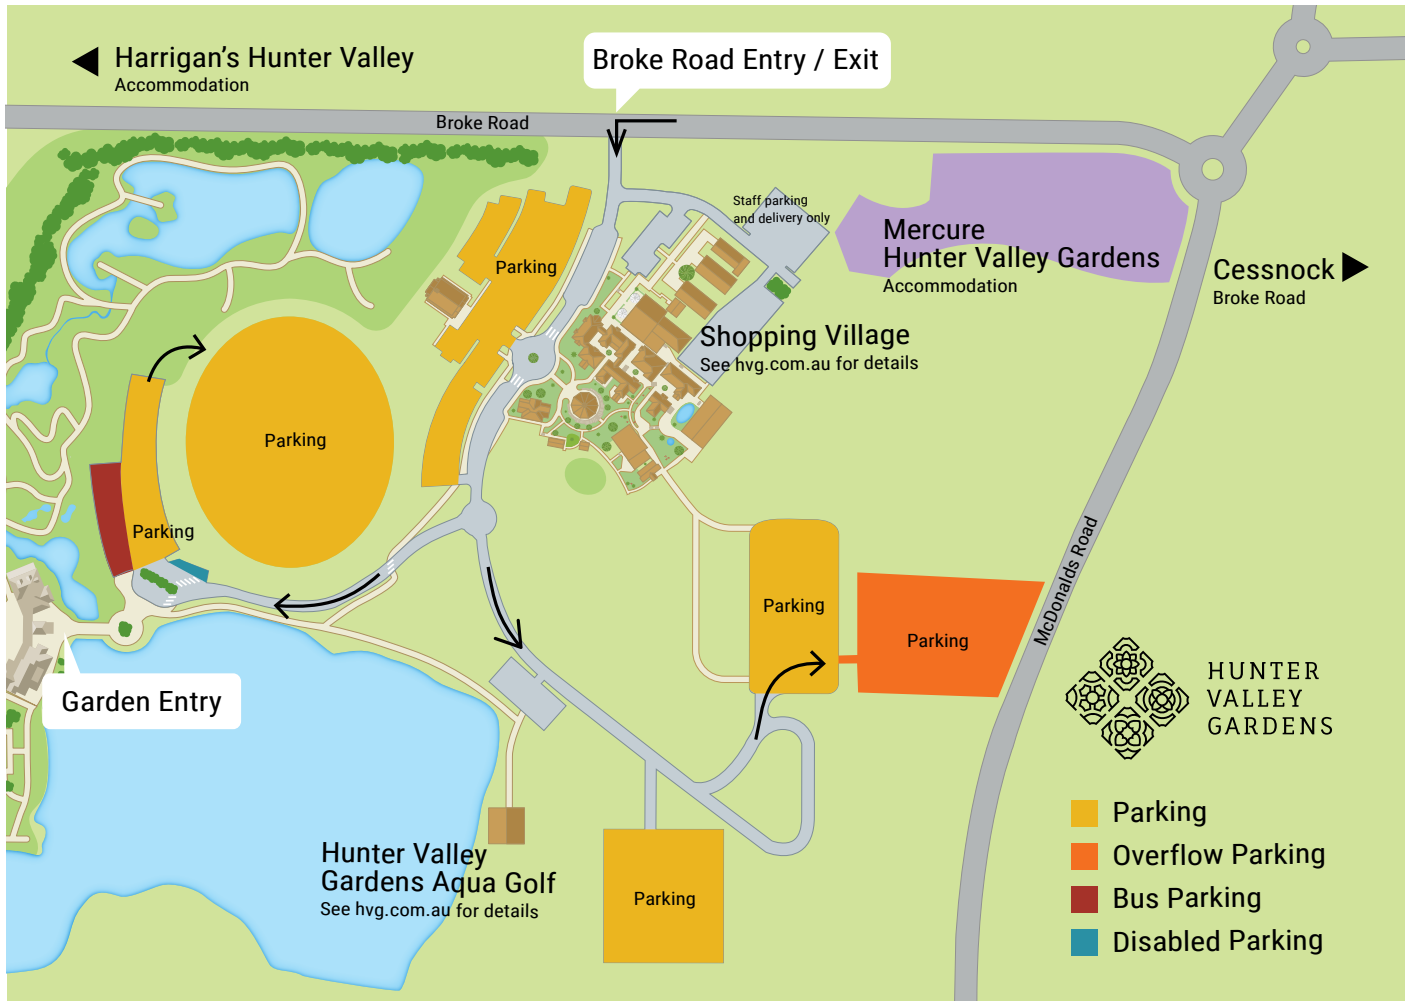 Harrigan's Hunter Valley
Accommodation
Broke Road Entry / Exit
Broke Road
Staff parking
and delivery only
Mercure
Hunter Valley Gardens
Accommodation
Cessnock
Broke Road
Parking
Shopping Village
See hvg.com.au for details
Parking
Parking
McDonalds Road
Parking
Parking
Garden Entry
HUNTER
VALLEY
GARDENS
Hunter Valley
Gardens Aqua Golf
See hvg.com.au for details
Parking
Parking
Overflow Parking
Bus Parking
Disabled Parking